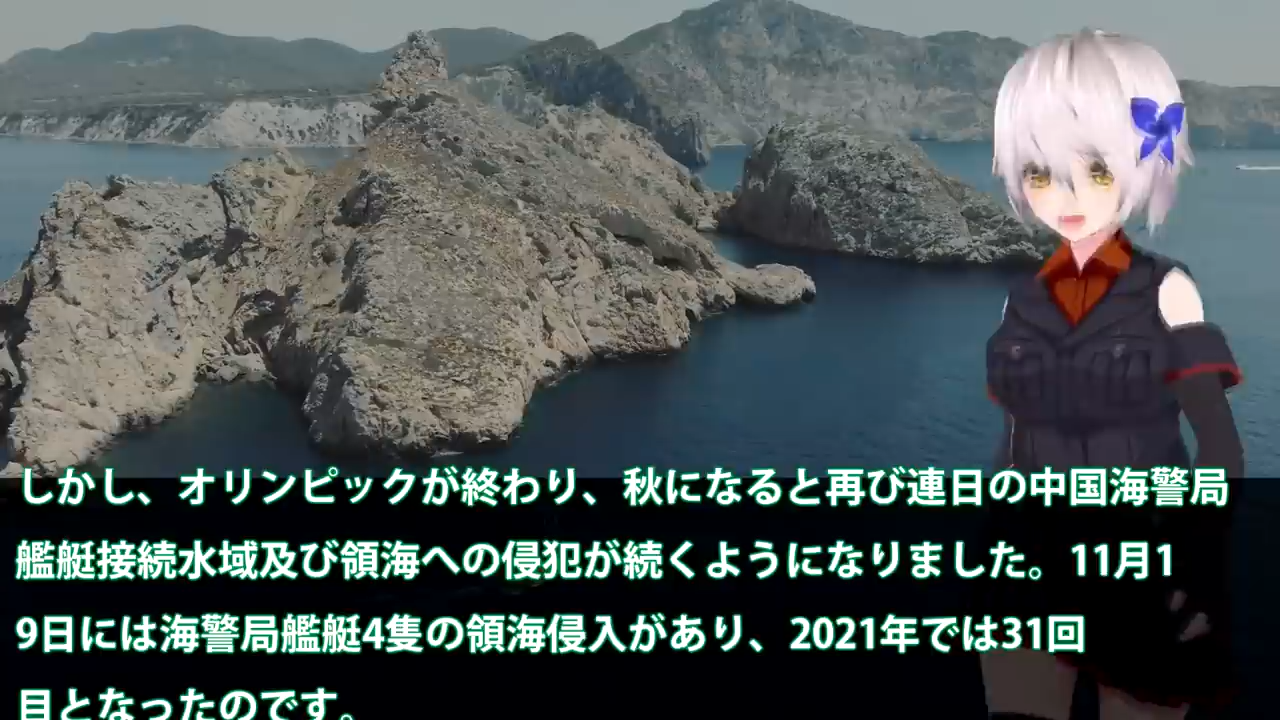 しかし、オリンピックが終わり、秋になると再び連日の中国海警局
艦艇接続水域及び領海への侵犯が続くようになりました。11月1
9日には海警局艦艇4隻の領海侵入があり、2021年では31回
目となったのです。